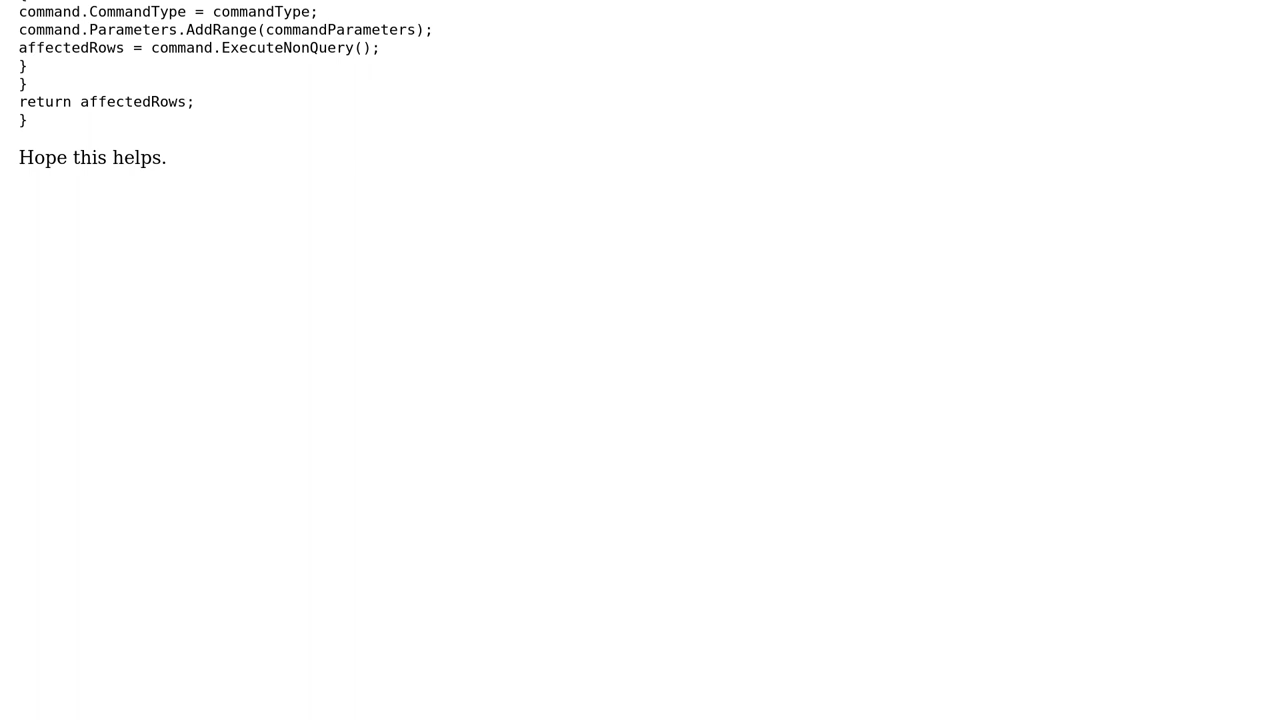 command.CommandType = commandType;
command.Parameters.AddRange(commandParameters);
affectedRows = command.ExecuteNonQuery();
}
}
return affectedRows;
}
Hope this helps.